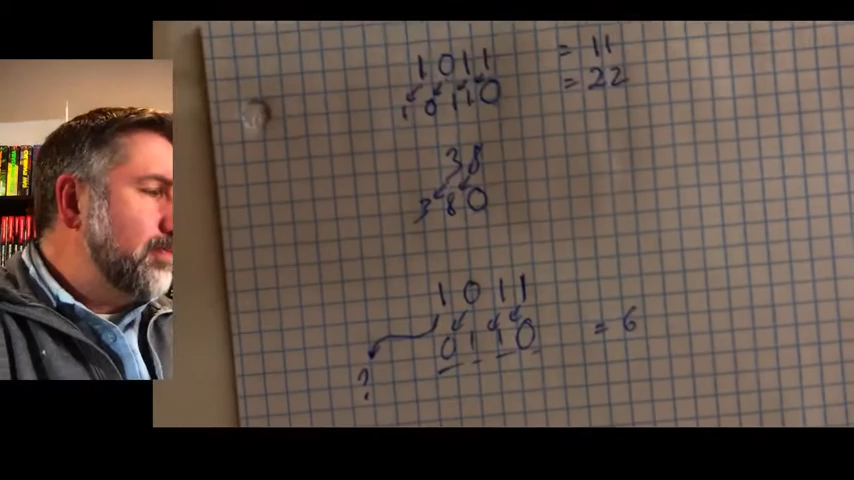 1011 = 11
10110 = 22
38
380
1011
0110 = 6
?